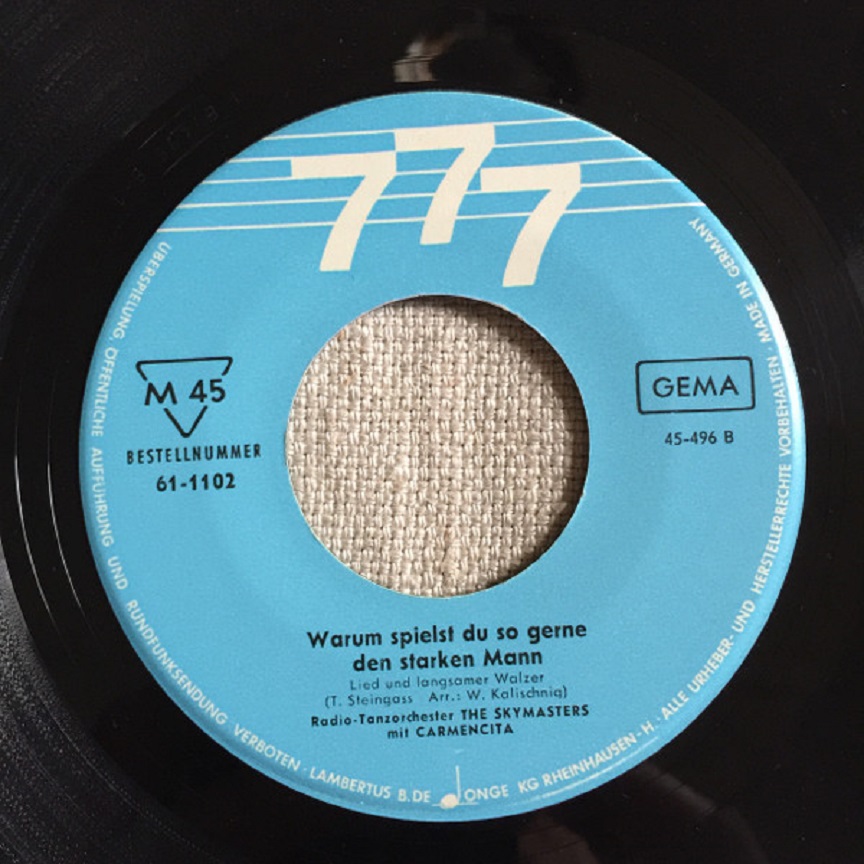 777
M 45
BESTELLNUMMER
61-1102
GEMA
45-496 B
Warum spielst du so gerne
den starken Mann
Lied und langsamer Walzer
(T. Steingass Arr.: W. Kalischnig)
Radio-Tanzorchester THE SKYMASTERS
mit CARMENCITA
ÜBERSPIELUNG, ÖFFENTLICHE AUFFÜHRUNG UND RUNDFUNKSENDUNG VERBOTEN · LAMBERTUS B.DE JONGE KG RHEINHAUSEN-H · ALLE URHEBER- UND HERSTELLERRECHTE VORBEHALTEN · MADE IN GERMANY